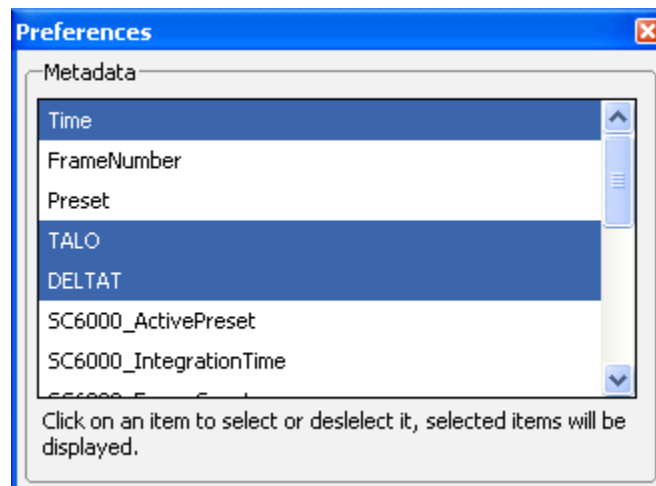 Preferences
Metadata
Time
FrameNumber
Preset
TALO
DELTAT
SC6000_ActivePreset
SC6000_IntegrationTime
Click on an item to select or deslelect it, selected items will be
displayed.